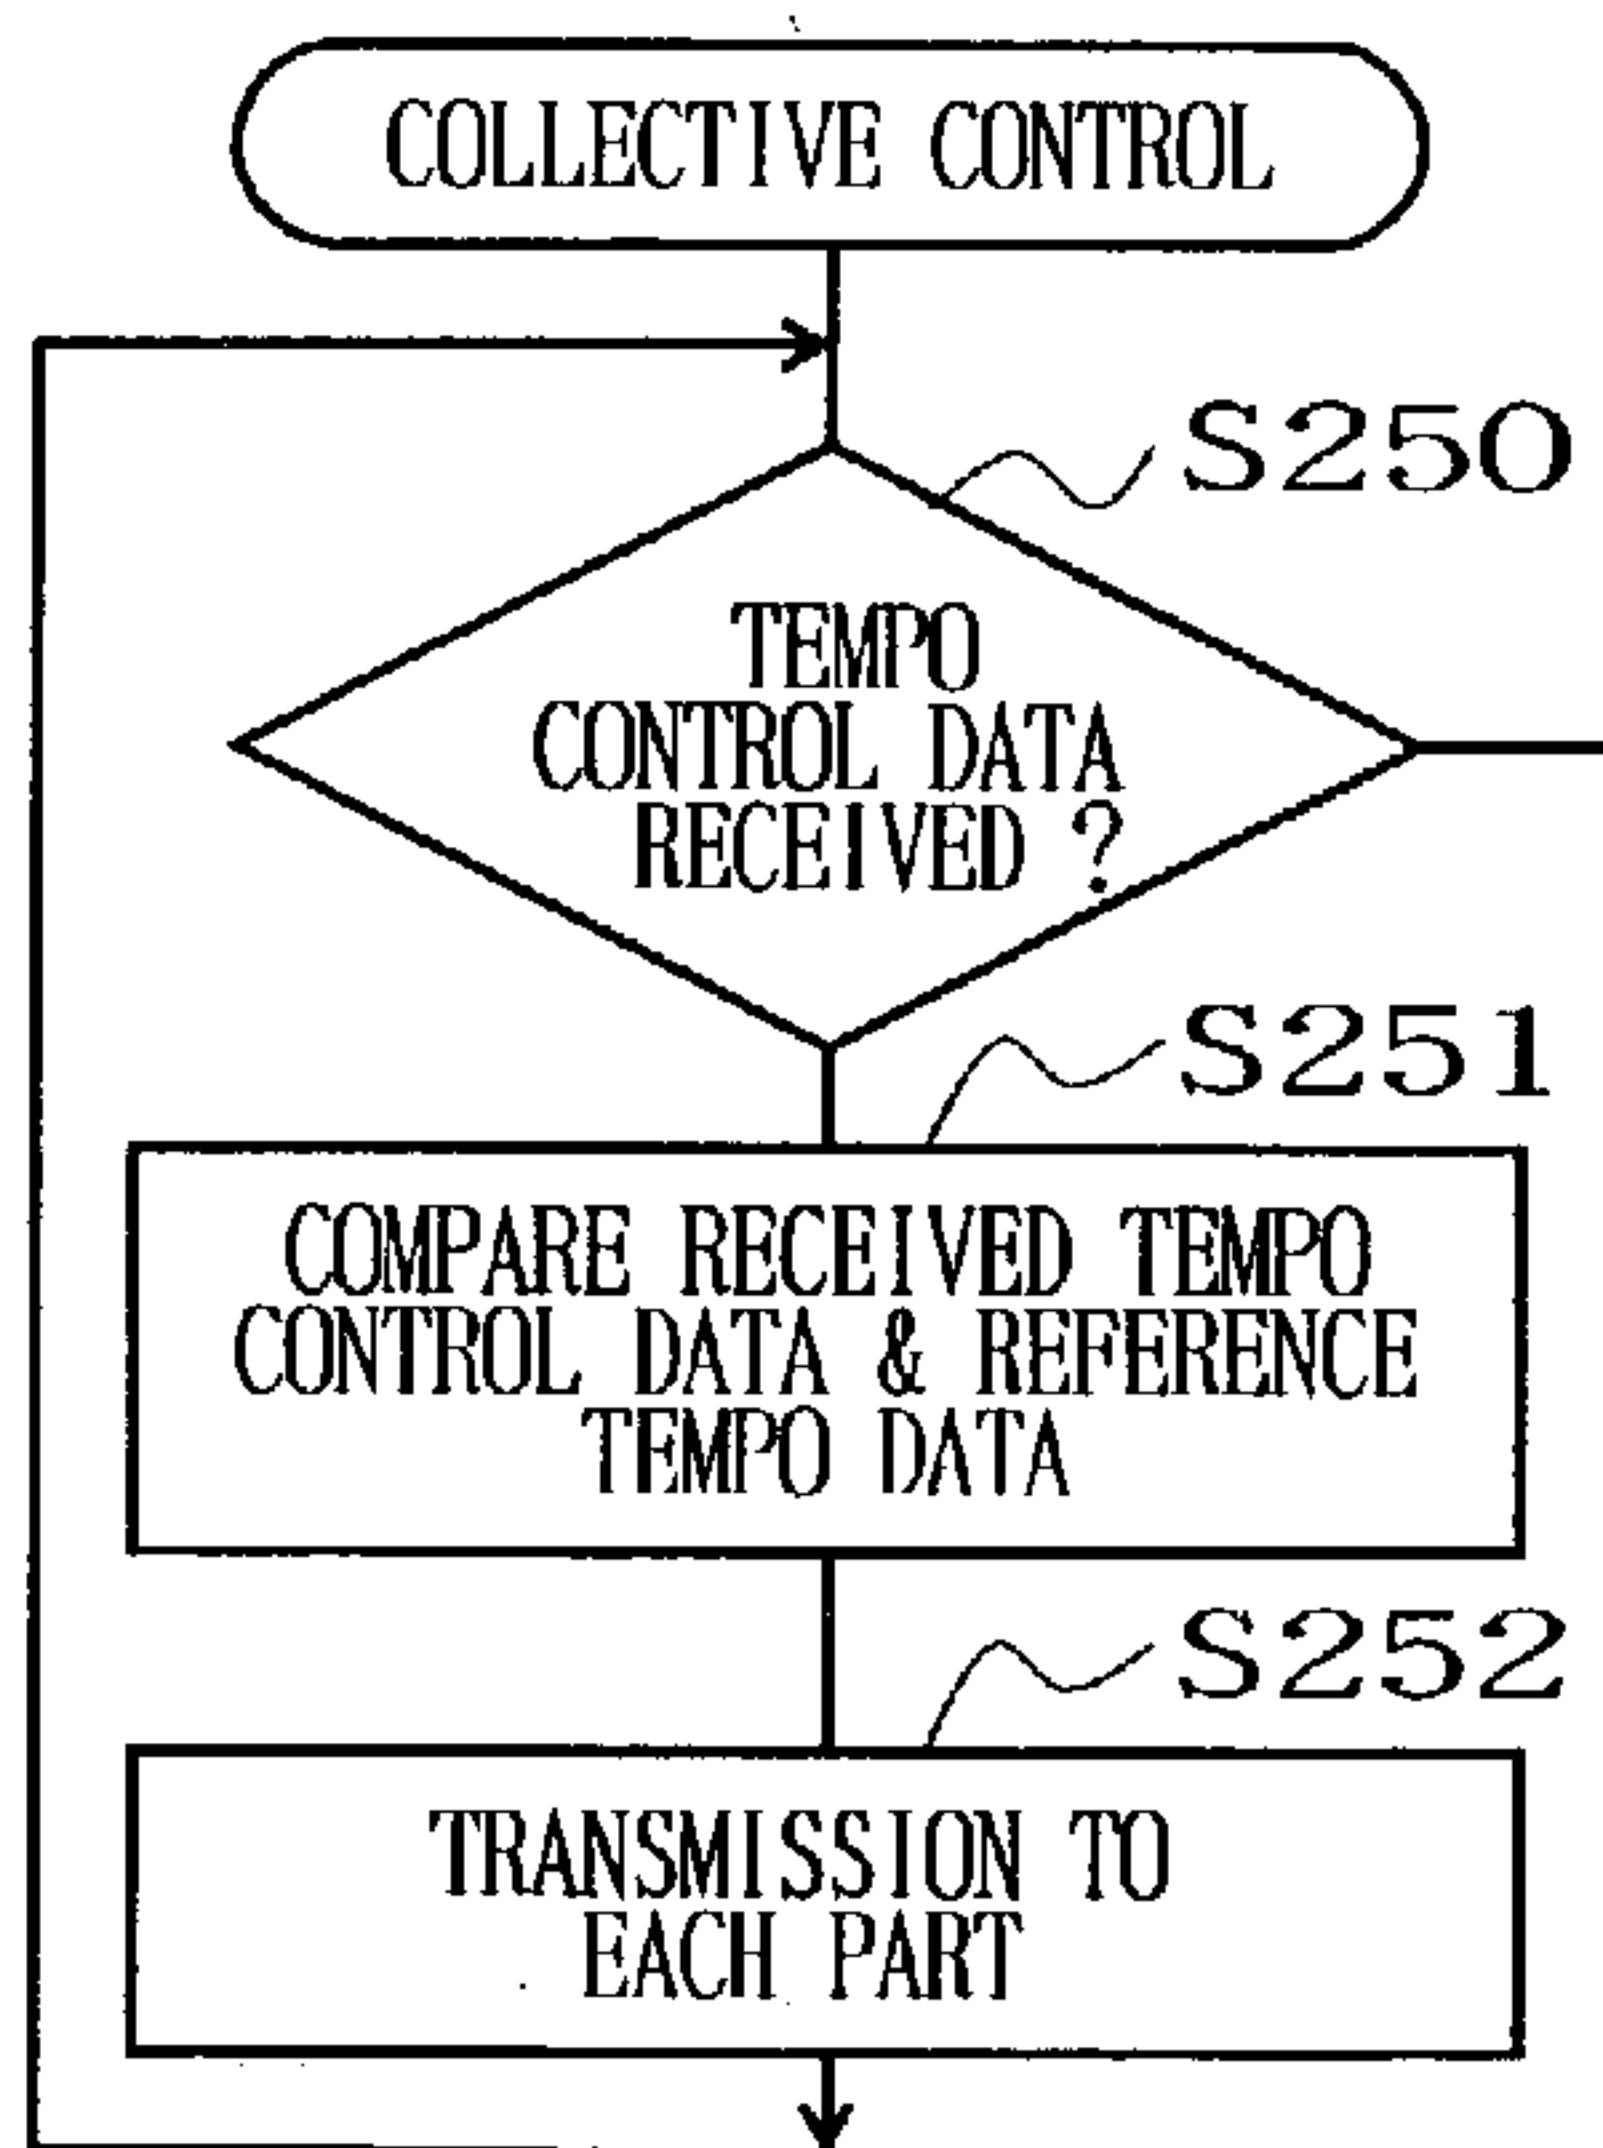 COLLECTIVE CONTROL
S250
TEMPO
CONTROL DATA
RECEIVED ?
S251
COMPARE RECEIVED TEMPO
CONTROL DATA & REFERENCE
TEMPO DATA
S252
TRANSMISSION TO
EACH PART